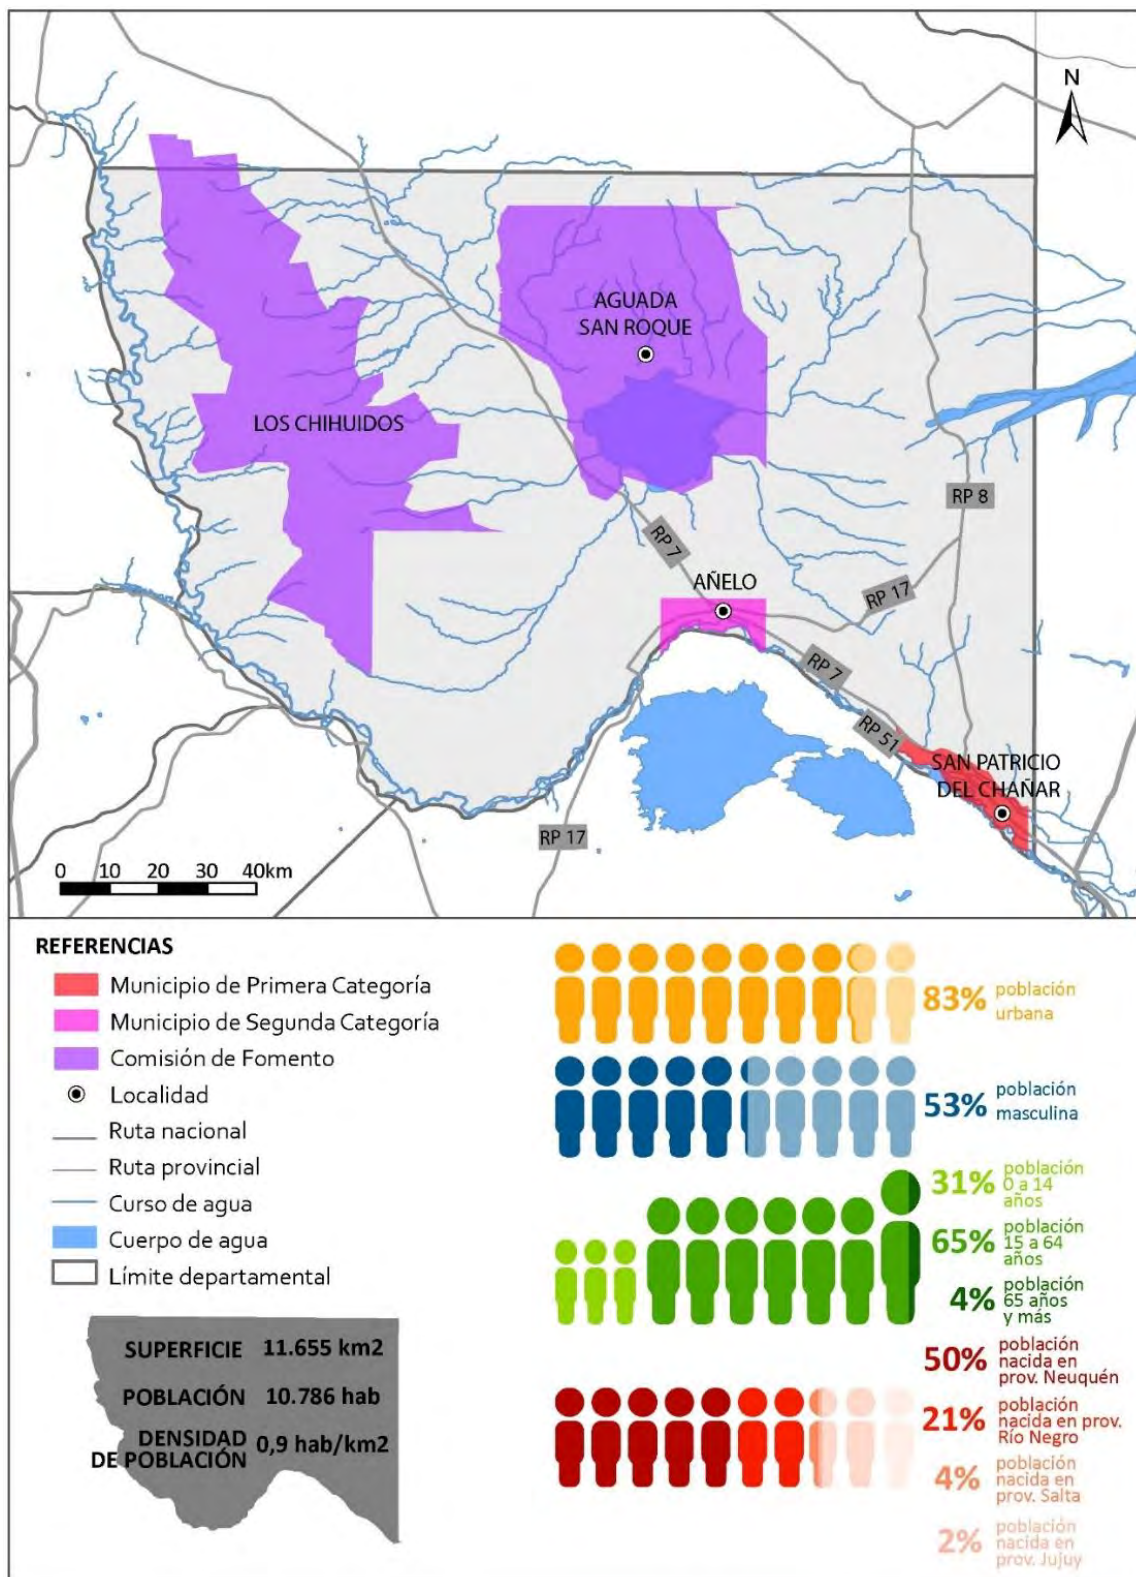 N
AGUADA
SAN ROQUE
LOS CHIHUIDOS
RP 8
RP 7
AÑELO
RP 17
RP 7
RP 51
SAN PATRICIO
DEL CHAÑAR
RP 17
0 10 20 30 40km
REFERENCIAS
Municipio de Primera Categoría
Municipio de Segunda Categoría
Comisión de Fomento
Localidad
Ruta nacional
Ruta provincial
Curso de agua
Cuerpo de agua
Límite departamental
SUPERFICIE 11.655 km2
POBLACIÓN 10.786 hab
DENSIDAD
DE POBLACIÓN 0,9 hab/km2
83% población
urbana
53% población
masculina
31% población
0 a 14
años
65% población
15 a 64
años
4% población
65 años
y más
50% población
nacida en
prov. Neuquén
21% población
nacida en prov.
Río Negro
4% población
nacida en
prov. Salta
2% población
nacida en
prov. Jujuy